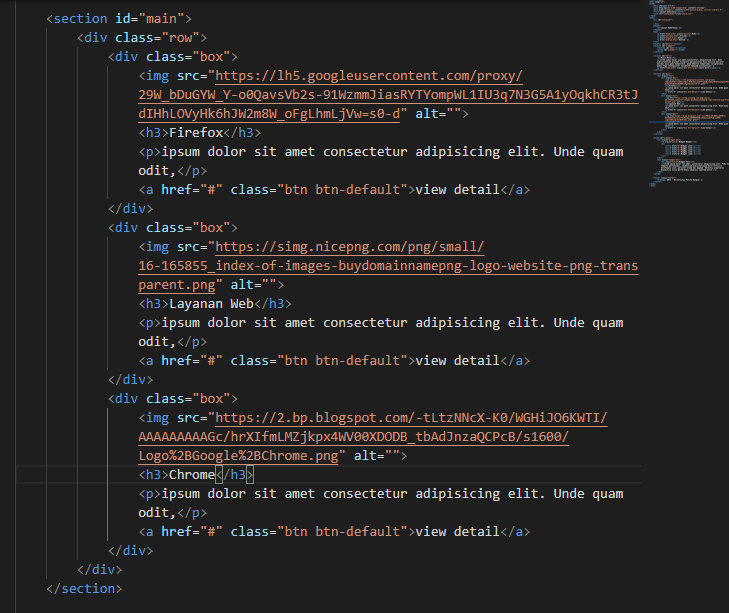 <section id="main">
<div class="row">
<div class="box">
<img src="https://lh5.googleusercontent.com/proxy/
29W_bDuGYW_Y-o0QavsVb2s-91WzmmJiasRYTYompWL1IU3q7N3G5A1yOqkhCR3tJ
dIHhLOVyHk6hJW2m8W_oFgLhmLjVw=s0-d" alt="">
<h3>Firefox</h3>
<p>ipsum dolor sit amet consectetur adipisicing elit. Unde quam
odit,</p>
<a href="#" class="btn btn-default">view detail</a>
</div>
<div class="box">
<img src="https://simg.nicepng.com/png/small/
16-165855_index-of-images-buydomainnamepng-logo-website-png-trans
parent.png" alt="">
<h3>Layanan Web</h3>
<p>ipsum dolor sit amet consectetur adipisicing elit. Unde quam
odit,</p>
<a href="#" class="btn btn-default">view detail</a>
</div>
<div class="box">
<img src="https://2.bp.blogspot.com/-tLtzNNcX-K0/WGHiJO6KWTI/
AAAAAAAAAGc/hrXIfmLMZjkpx4WV00XDODB_tbAdJnzaQCPcB/s1600/
Logo%2BGoogle%2BChrome.png" alt="">
<h3>Chrome</h3>
<p>ipsum dolor sit amet consectetur adipisicing elit. Unde quam
odit,</p>
<a href="#" class="btn btn-default">view detail</a>
</div>
</div>
</section>